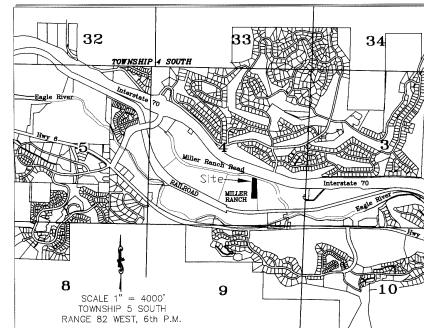 32
33
34
TOWNSHIP 4 SOUTH
Eagle River
Interstate 70
Hwy 6
5
4
3
Miller Ranch Road
Site
RAILROAD
MILLER
RANCH
Interstate 70
Eagle River
Hwy
8
9
10
SCALE 1" = 4000'
TOWNSHIP 5 SOUTH
RANGE 82 WEST, 6th P.M.